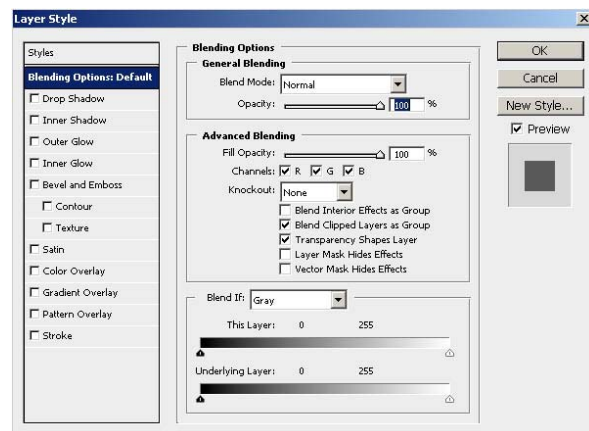 Layer Style
Styles
Blending Options: Default
Drop Shadow
Inner Shadow
Outer Glow
Inner Glow
Bevel and Emboss
Contour
Texture
Satin
Color Overlay
Gradient Overlay
Pattern Overlay
Stroke
Blending Options
General Blending
Blend Mode: Normal
Opacity: 100 %
Advanced Blending
Fill Opacity: 100 %
Channels: R G B
Knockout: None
Blend Interior Effects as Group
Blend Clipped Layers as Group
Transparency Shapes Layer
Layer Mask Hides Effects
Vector Mask Hides Effects
Blend If: Gray
This Layer: 0 255
Underlying Layer: 0 255
OK
Cancel
New Style...
Preview